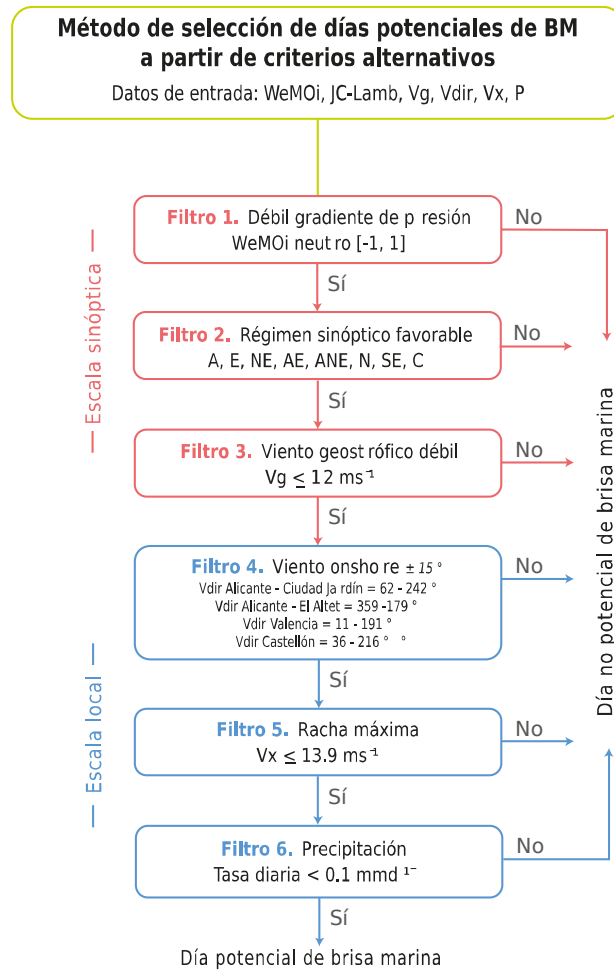 Método de selección de días potenciales de BM
a partir de criterios alternativos
Datos de entrada: WeMOi, JC-Lamb, Vg, Vdir, Vx, P
Filtro 1. Débil gradiente de p resión
WeMOi neut ro [-1, 1]
No
Sí
Filtro 2. Régimen sinóptico favorable
A, E, NE, AE, ANE, N, SE, C
No
Sí
Filtro 3. Viento geost rófico débil
Vg ≤ 12 ms⁻¹
No
Sí
Escala sinóptica
Filtro 4. Viento onsho re ± 15 °
Vdir Alicante - Ciudad Ja rdín = 62 - 242 °
Vdir Alicante - El Altet = 359 -179 °
Vdir Valencia = 11 - 191 °
Vdir Castellón = 36 - 216 ° °
No
Sí
Filtro 5. Racha máxima
Vx ≤ 13.9 ms⁻¹
No
Sí
Filtro 6. Precipitación
Tasa diaria < 0.1 mmd ¹⁻
No
Sí
Escala local
Día no potencial de brisa marina
Día potencial de brisa marina